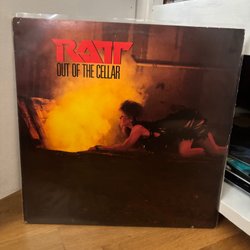 RATT
OUT OF THE CELLAR